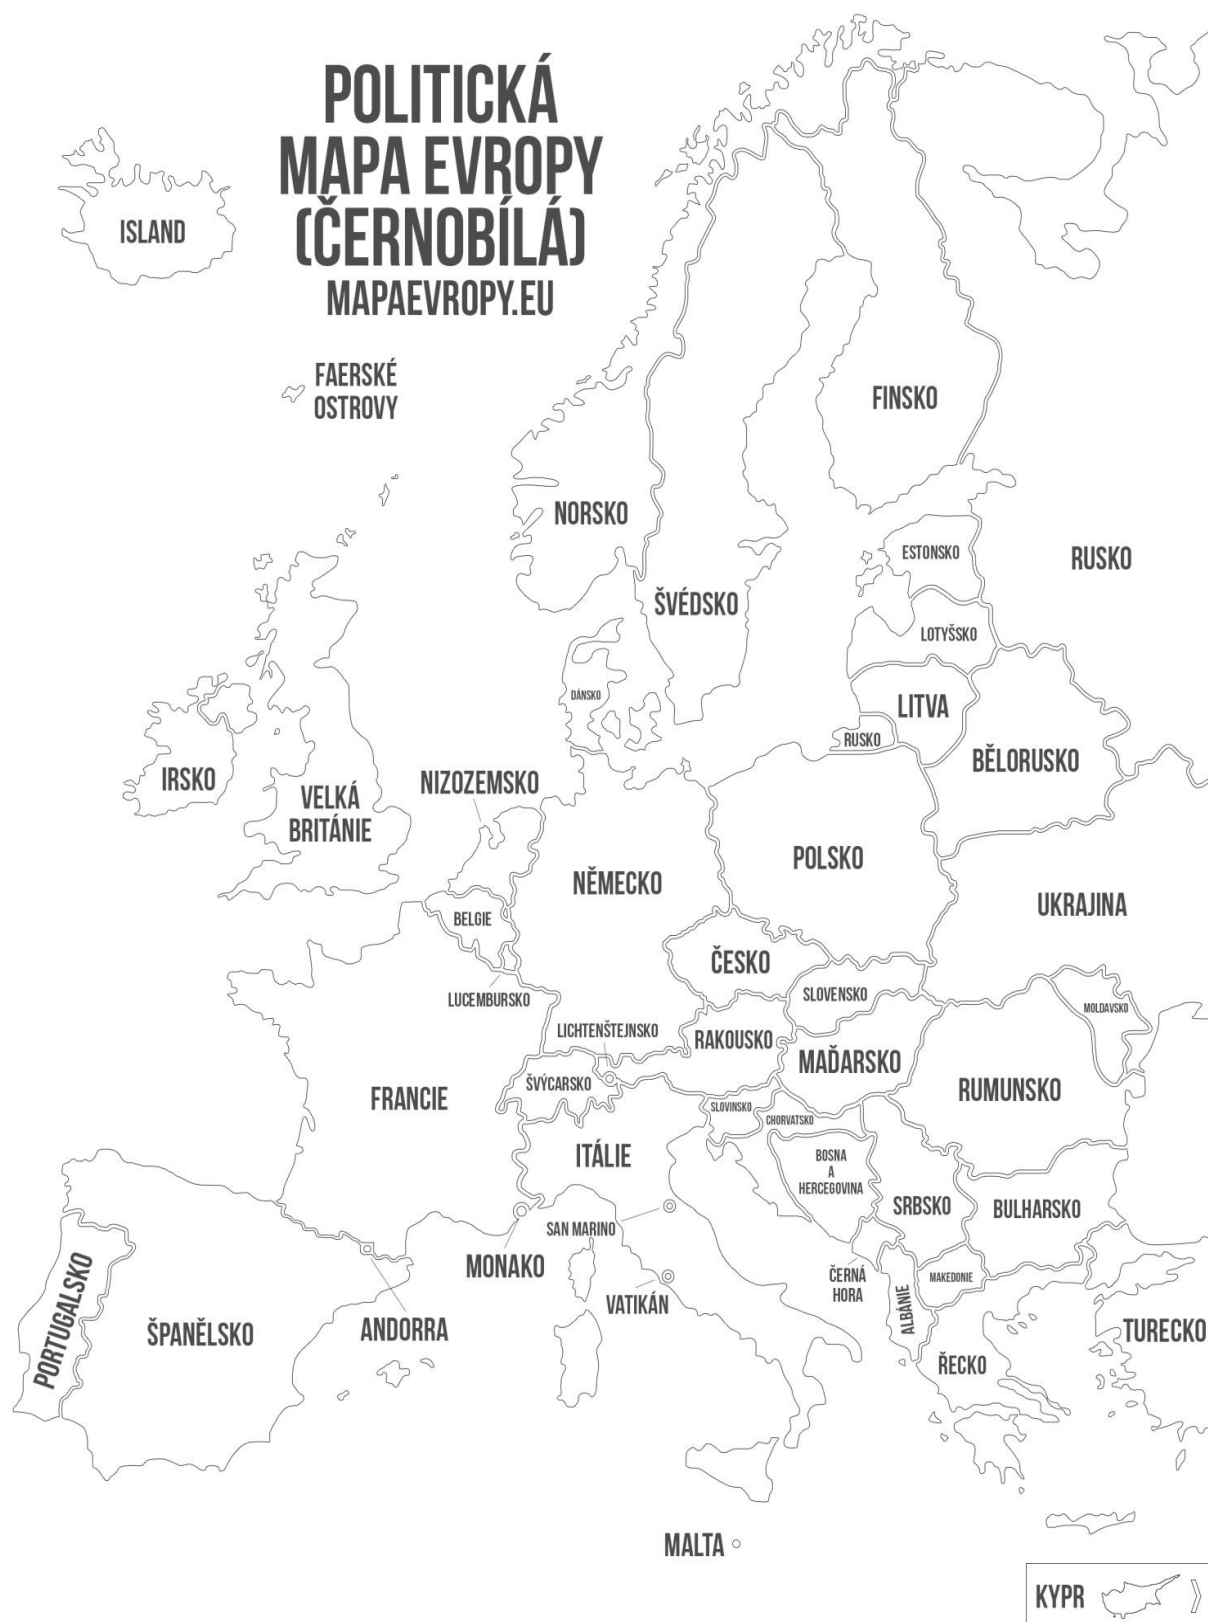 POLITICKÁ
MAPA EVROPY
(ČERNOBÍLÁ)
MAPAEVROPY.EU
ISLAND
FAERSKÉ
OSTROVY
FINSKO
NORSKO
ESTONSKO
RUSKO
ŠVÉDSKO
LOTYŠSKO
DÁNSKO
LITVA
RUSKO
BĚLORUSKO
IRSKO
NIZOZEMSKO
VELKÁ
BRITÁNIE
POLSKO
NĚMECKO
UKRAJINA
BELGIE
ČESKO
LUCEMBURSKO
SLOVENSKO
MOLDAVSKO
LICHTENŠTEJNSKO
RAKOUSKO
MAĎARSKO
ŠVÝCARSKO
RUMUNSKO
FRANCIE
SLOVINSKO
CHORVATSKO
ITÁLIE
BOSNA
A
HERCEGOVINA
SRBSKO
BULHARSKO
SAN MARINO
MONAKO
ČERNÁ
HORA
MAKEDONIE
VATIKÁN
ALBÁNIE
PORTUGALSKO
ŠPANĚLSKO
ANDORRA
TURECKO
ŘECKO
MALTA
KYPR